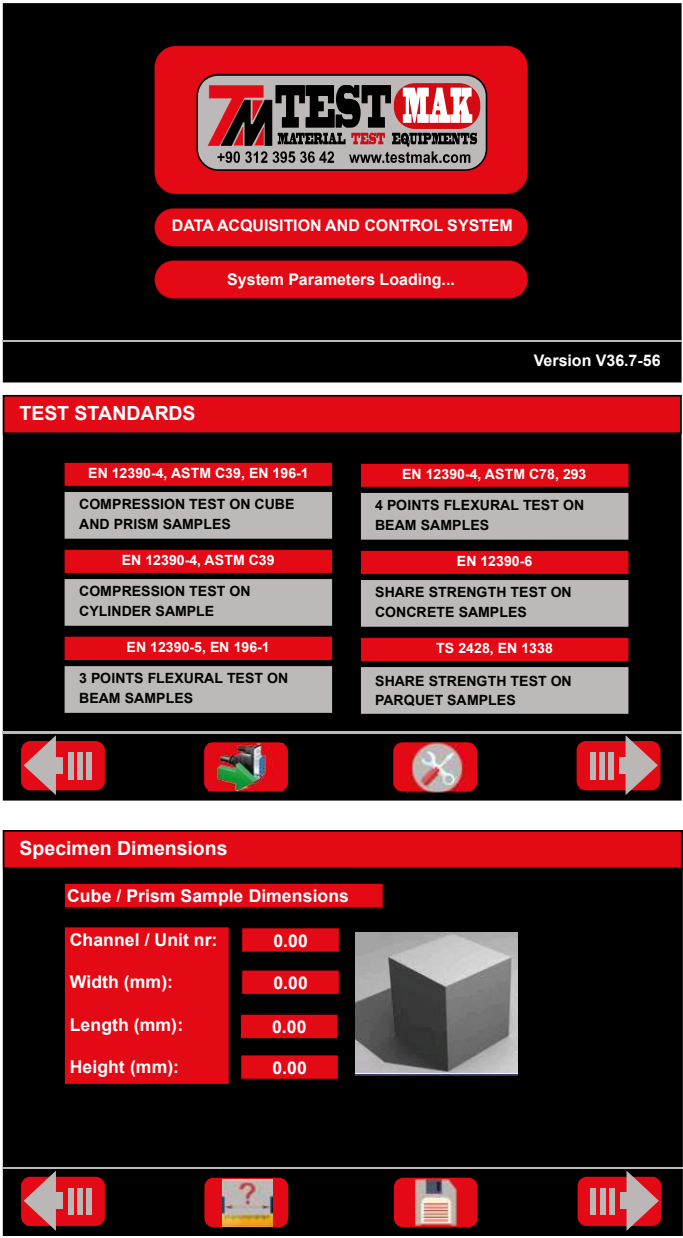 TM TEST MAK
MATERIAL TEST EQUIPMENTS
+90 312 395 36 42 www.testmak.com
DATA ACQUISITION AND CONTROL SYSTEM
System Parameters Loading...
Version V36.7-56
TEST STANDARDS
EN 12390-4, ASTM C39, EN 196-1
COMPRESSION TEST ON CUBE
AND PRISM SAMPLES
EN 12390-4, ASTM C78, 293
4 POINTS FLEXURAL TEST ON
BEAM SAMPLES
EN 12390-4, ASTM C39
COMPRESSION TEST ON
CYLINDER SAMPLE
EN 12390-6
SHARE STRENGTH TEST ON
CONCRETE SAMPLES
EN 12390-5, EN 196-1
3 POINTS FLEXURAL TEST ON
BEAM SAMPLES
TS 2428, EN 1338
SHARE STRENGTH TEST ON
PARQUET SAMPLES
Specimen Dimensions
Cube / Prism Sample Dimensions
Channel / Unit nr: 0.00
Width (mm): 0.00
Length (mm): 0.00
Height (mm): 0.00
?